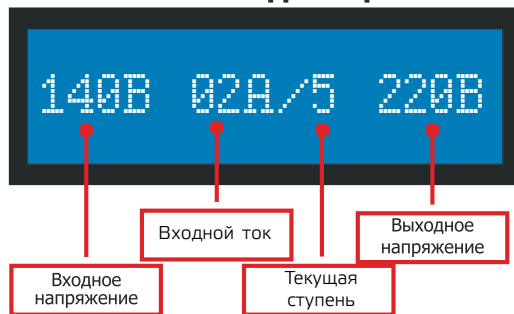 140В 02А/5 220В
Входной ток
Выходное
напряжение
Входное
напряжение
Текущая
ступень